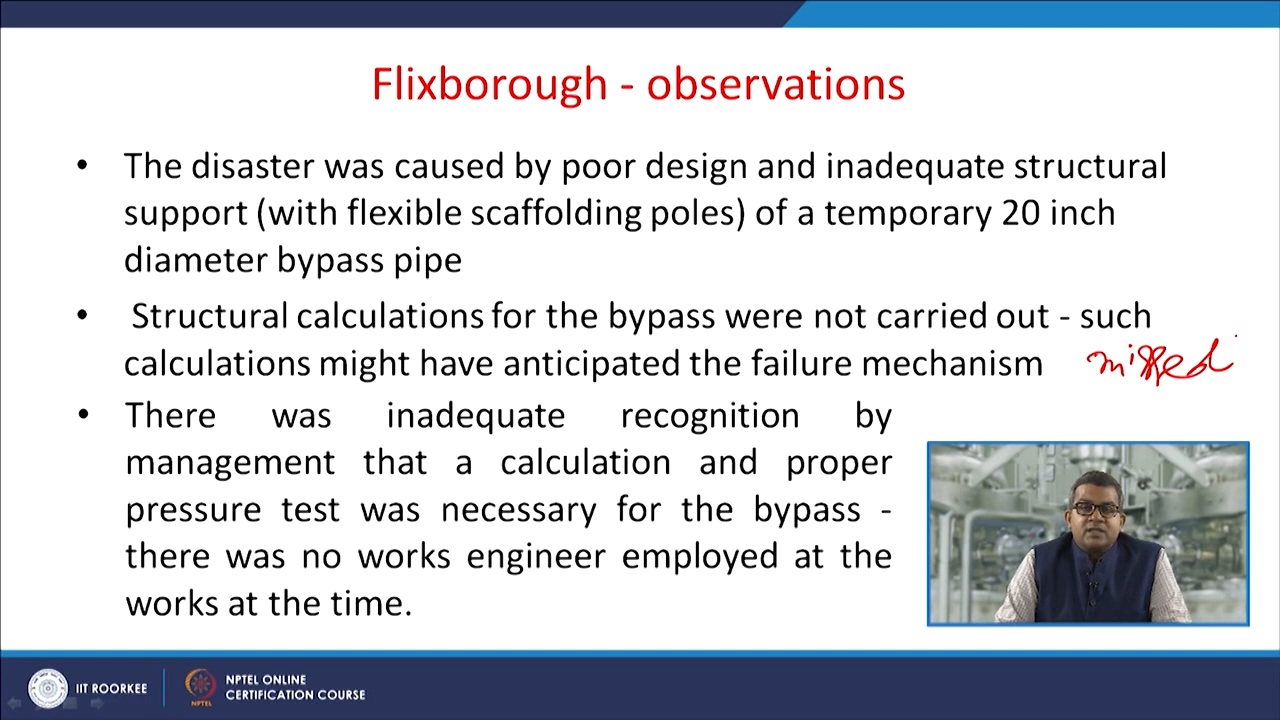 Flixborough - observations
• The disaster was caused by poor design and inadequate structural
support (with flexible scaffolding poles) of a temporary 20 inch
diameter bypass pipe
• Structural calculations for the bypass were not carried out - such
calculations might have anticipated the failure mechanism missed
• There was inadequate recognition by
management that a calculation and proper
pressure test was necessary for the bypass -
there was no works engineer employed at the
works at the time.
IIT ROORKEE
NPTEL
NPTEL ONLINE
CERTIFICATION COURSE